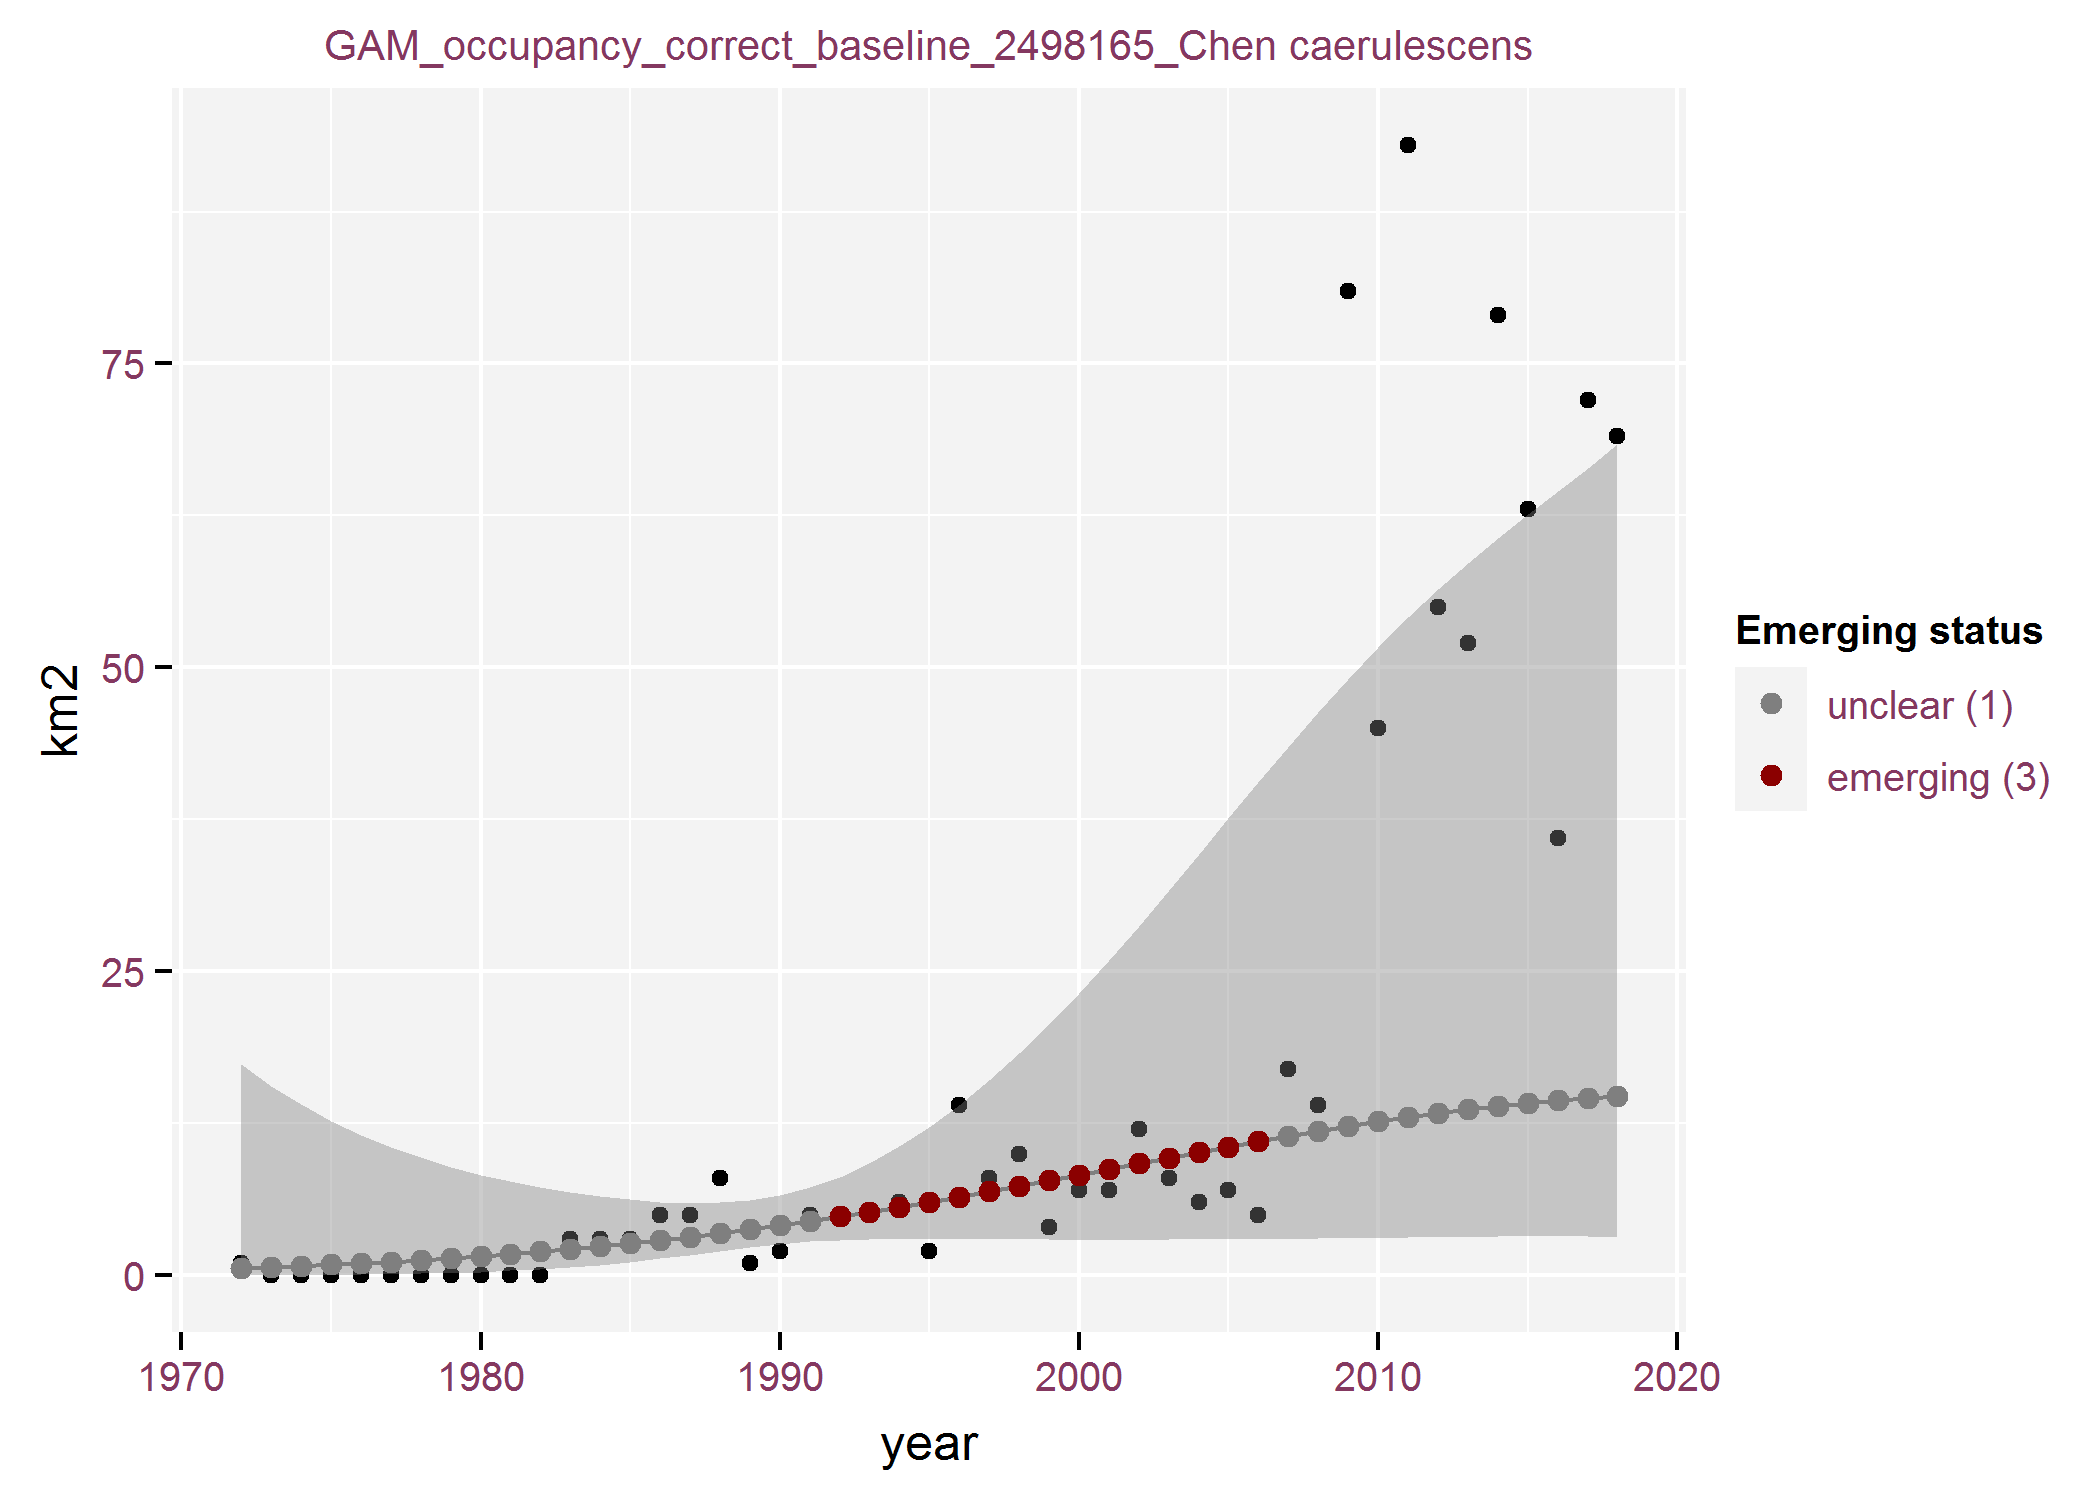 GAM_occupancy_correct_baseline_2498165_Chen caerulescens
km2
75
50
25
0
1970 1980 1990 2000 2010 2020
year
Emerging status
unclear (1)
emerging (3)